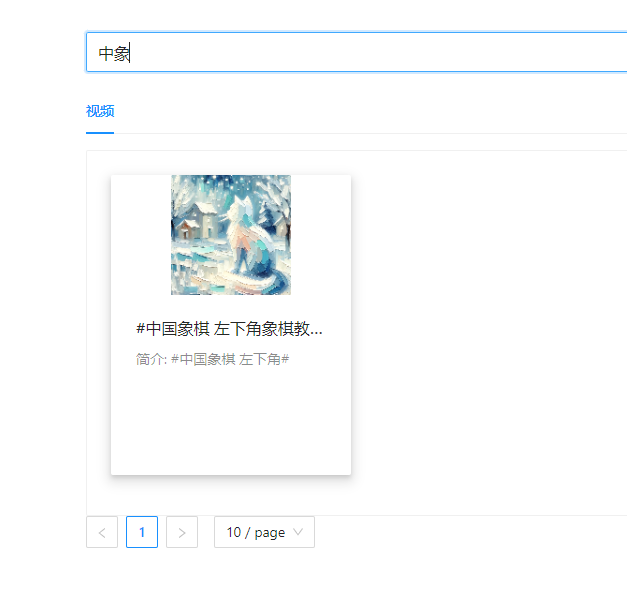 中象
视频
#中国象棋 左下角象棋教...
简介: #中国象棋 左下角#
1
10 / page